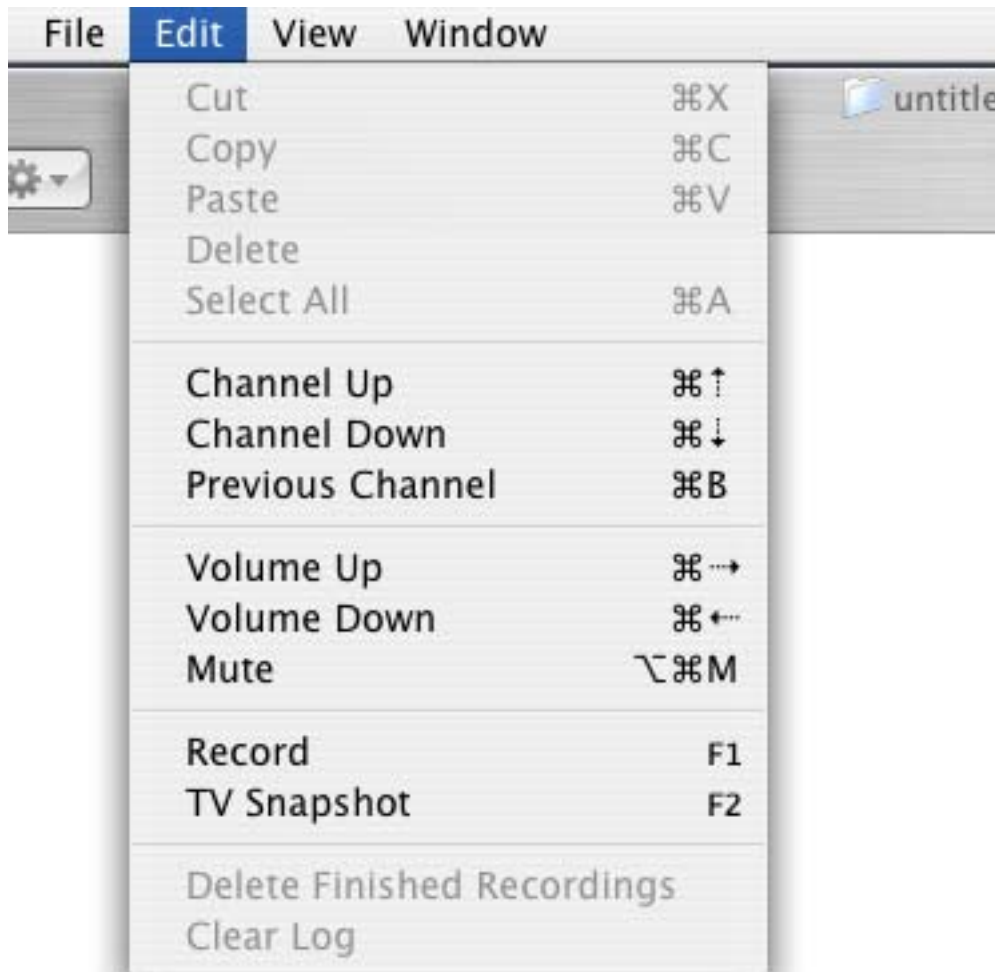 File Edit View Window
Cut ⌘X
untitle
Copy ⌘C
Paste ⌘V
Delete
Select All ⌘A
Channel Up ⌘⇡
Channel Down ⌘⇣
Previous Channel ⌘B
Volume Up ⌘⇢
Volume Down ⌘⇠
Mute ⌥⌘M
Record F1
TV Snapshot F2
Delete Finished Recordings
Clear Log